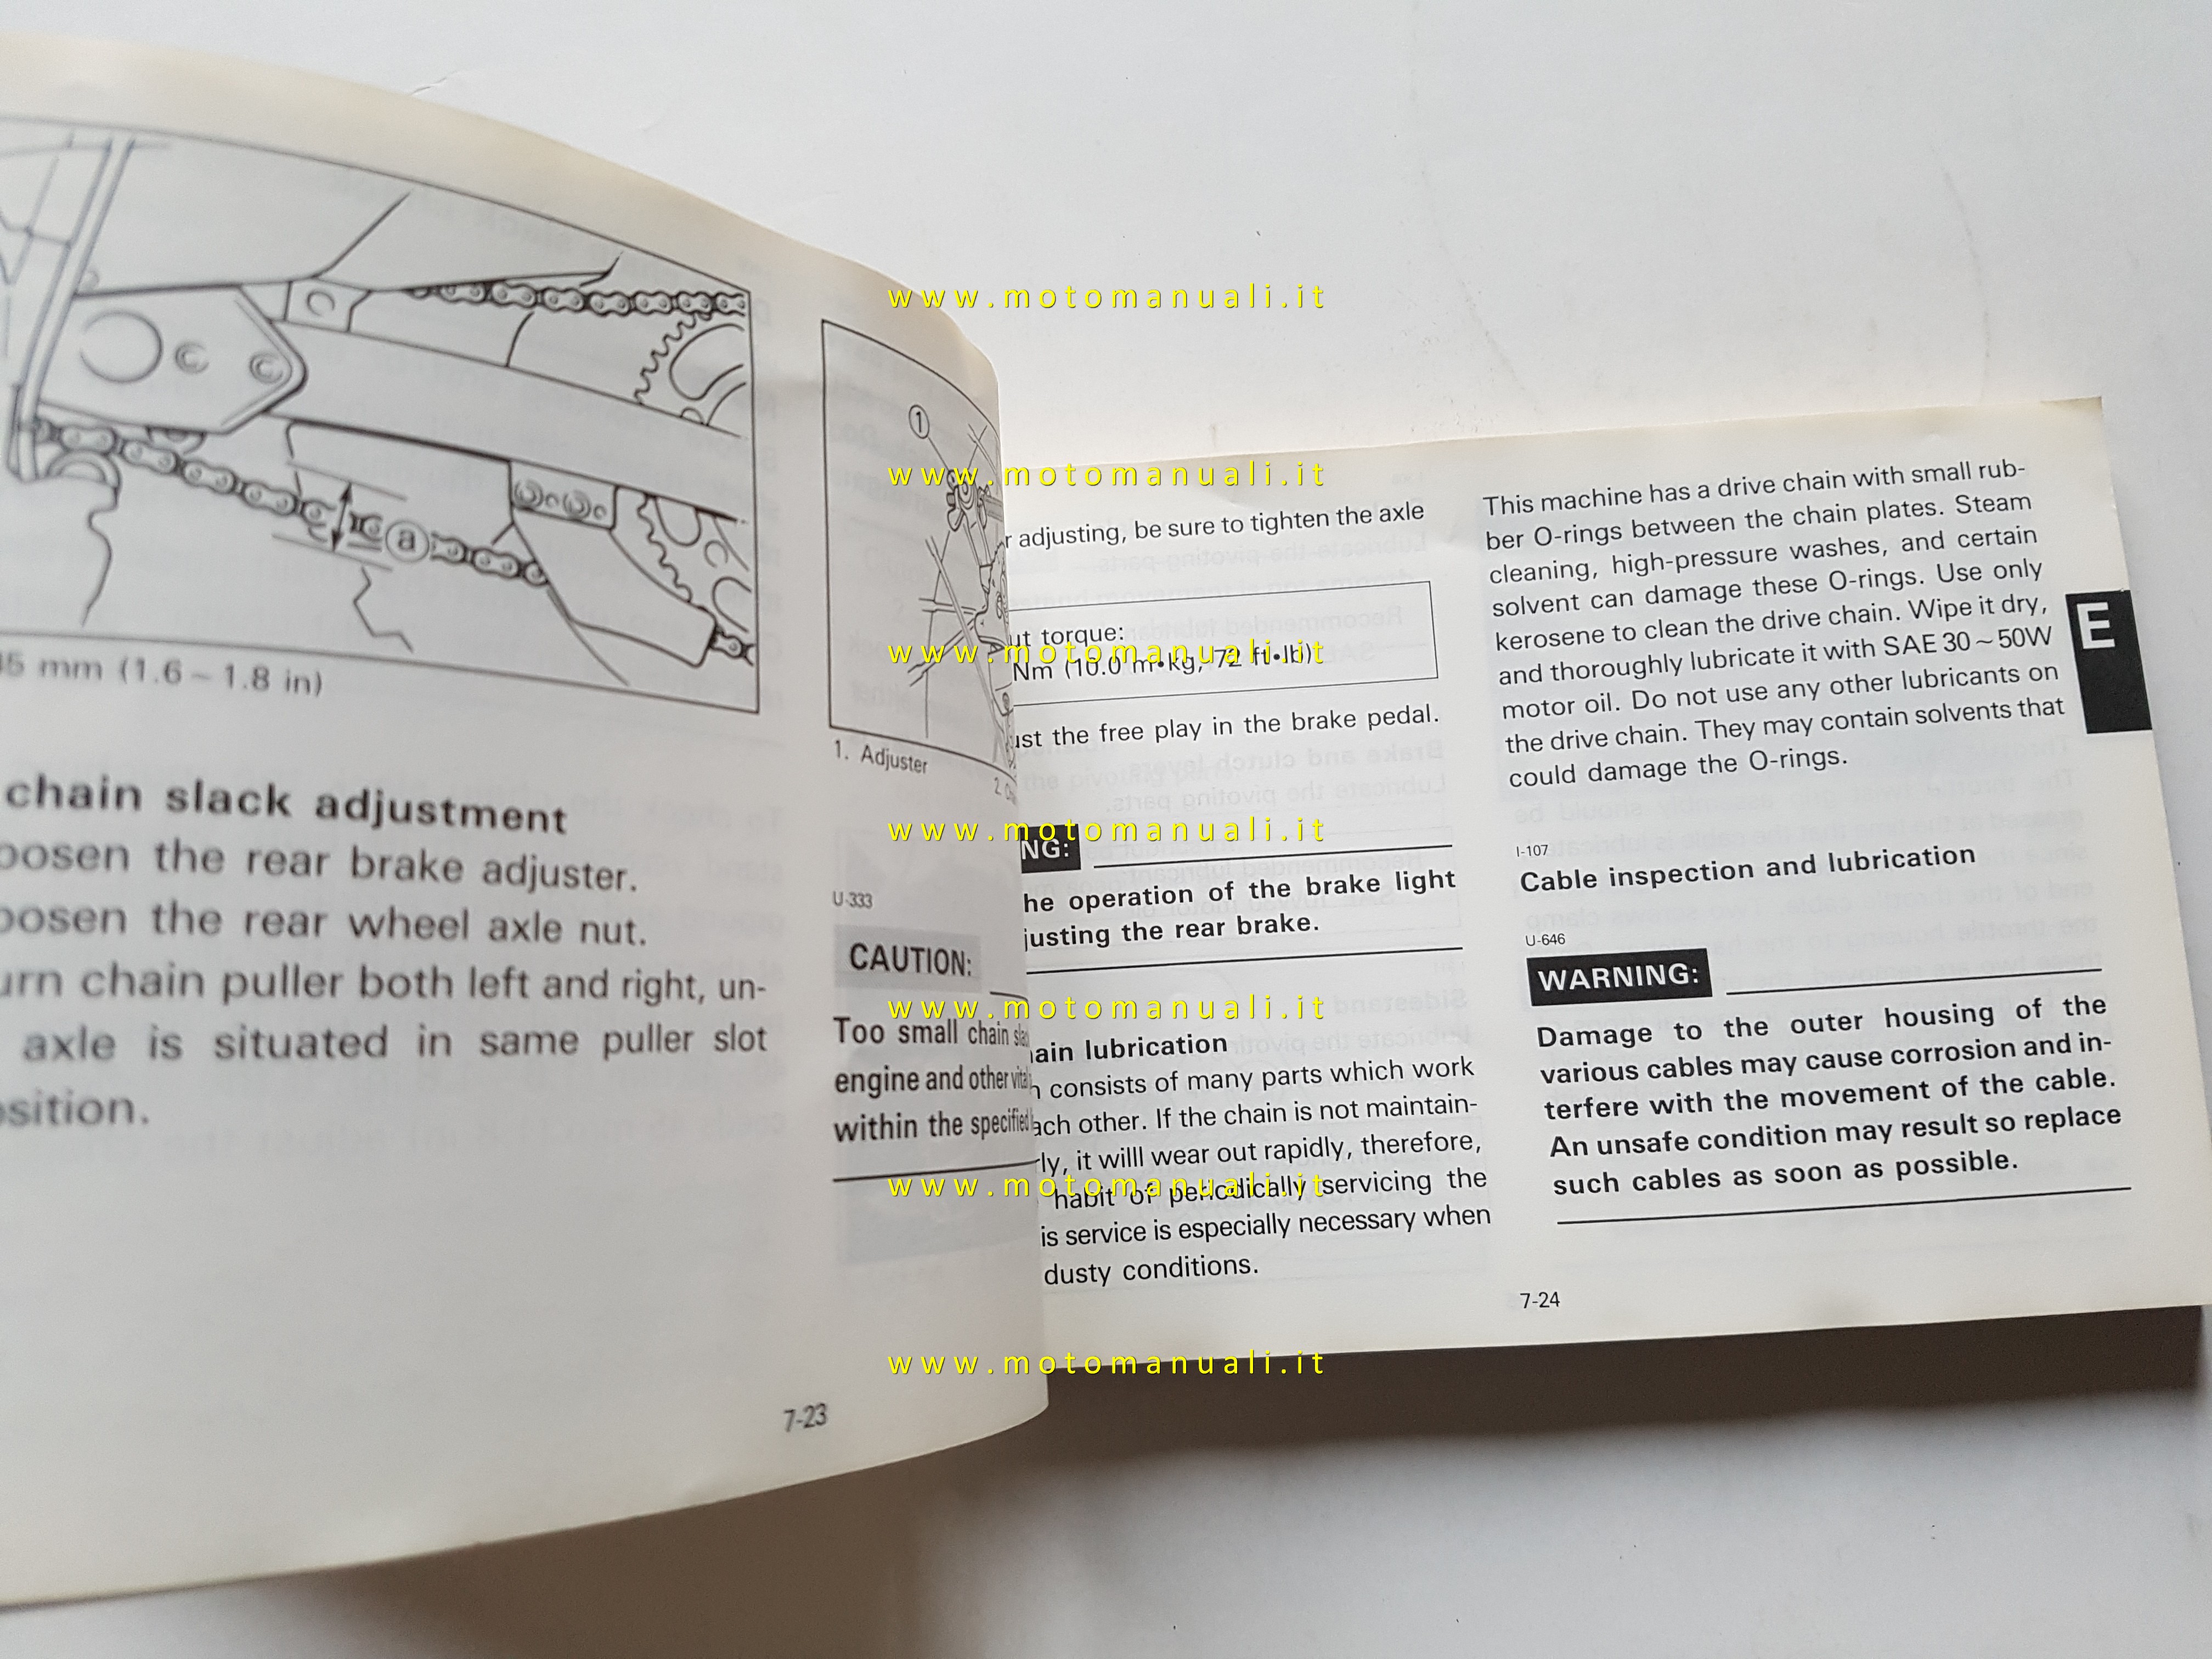 35 mm (1.6 ~ 1.8 in)
chain slack adjustment
oosen the rear brake adjuster.
oosen the rear wheel axle nut.
urn chain puller both left and right, un-
axle is situated in same puller slot
osition.
a
7-23
1
1. Adjuster
2.
U-333
CAUTION:
Too small chain
engine and other vital
within the specified
r adjusting, be sure to tighten the axle
ut torque:
Nm (10.0 m•kg, 72 ft•lb)
ust the free play in the brake pedal.
NG:
he operation of the brake light
justing the rear brake.
ain lubrication
n consists of many parts which work
ach other. If the chain is not maintain-
rly, it willl wear out rapidly, therefore,
habit of periodically servicing the
is service is especially necessary when
dusty conditions.
This machine has a drive chain with small rub-
ber O-rings between the chain plates. Steam
cleaning, high-pressure washes, and certain
solvent can damage these O-rings. Use only
kerosene to clean the drive chain. Wipe it dry,
and thoroughly lubricate it with SAE 30 ~ 50W
motor oil. Do not use any other lubricants on
the drive chain. They may contain solvents that
could damage the O-rings.
I-107
Cable inspection and lubrication
U-646
WARNING:
Damage to the outer housing of the
various cables may cause corrosion and in-
terfere with the movement of the cable.
An unsafe condition may result so replace
such cables as soon as possible.
7-24
E
www.motomanuali.it
www.motomanuali.it
www.motomanuali.it
www.motomanuali.it
www.motomanuali.it
www.motomanuali.it
www.motomanuali.it